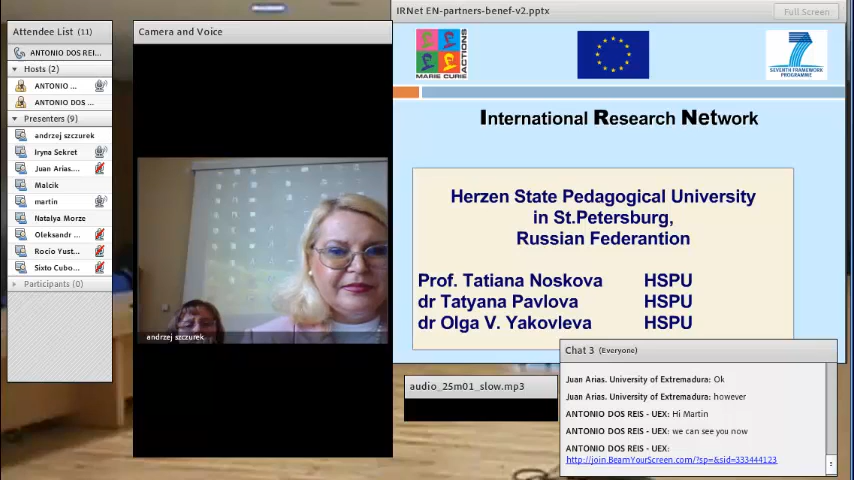 Attendee List (11)
ANTONIO DOS REI...
Hosts (2)
ANTONIO ...
ANTONIO DOS ...
Presenters (9)
andrzej szczurek
Iryna Sekret
Juan Arias....
Malcik
martin
Natalya Morze
Oleksandr ...
Rocío Yust...
Sixto Cubo...
Participants (0)
Camera and Voice
andrzej szczurek
IRNet EN-partners-benef-v2.pptx
Full Screen
MARIE CURIE
ACTIONS
7
SEVENTH FRAMEWORK
PROGRAMME
International Research Network
Herzen State Pedagogical University
in St.Petersburg,
Russian Federantion
Prof. Tatiana Noskova HSPU
dr Tatyana Pavlova HSPU
dr Olga V. Yakovleva HSPU
audio_25m01_slow.mp3
Chat 3 (Everyone)
Juan Arias. University of Extremadura: Ok
Juan Arias. University of Extremadura: however
ANTONIO DOS REIS - UEX: Hi Martin
ANTONIO DOS REIS - UEX: we can see you now
ANTONIO DOS REIS - UEX:
http://join.BeamYourScreen.com/?sp=&sid=333444123